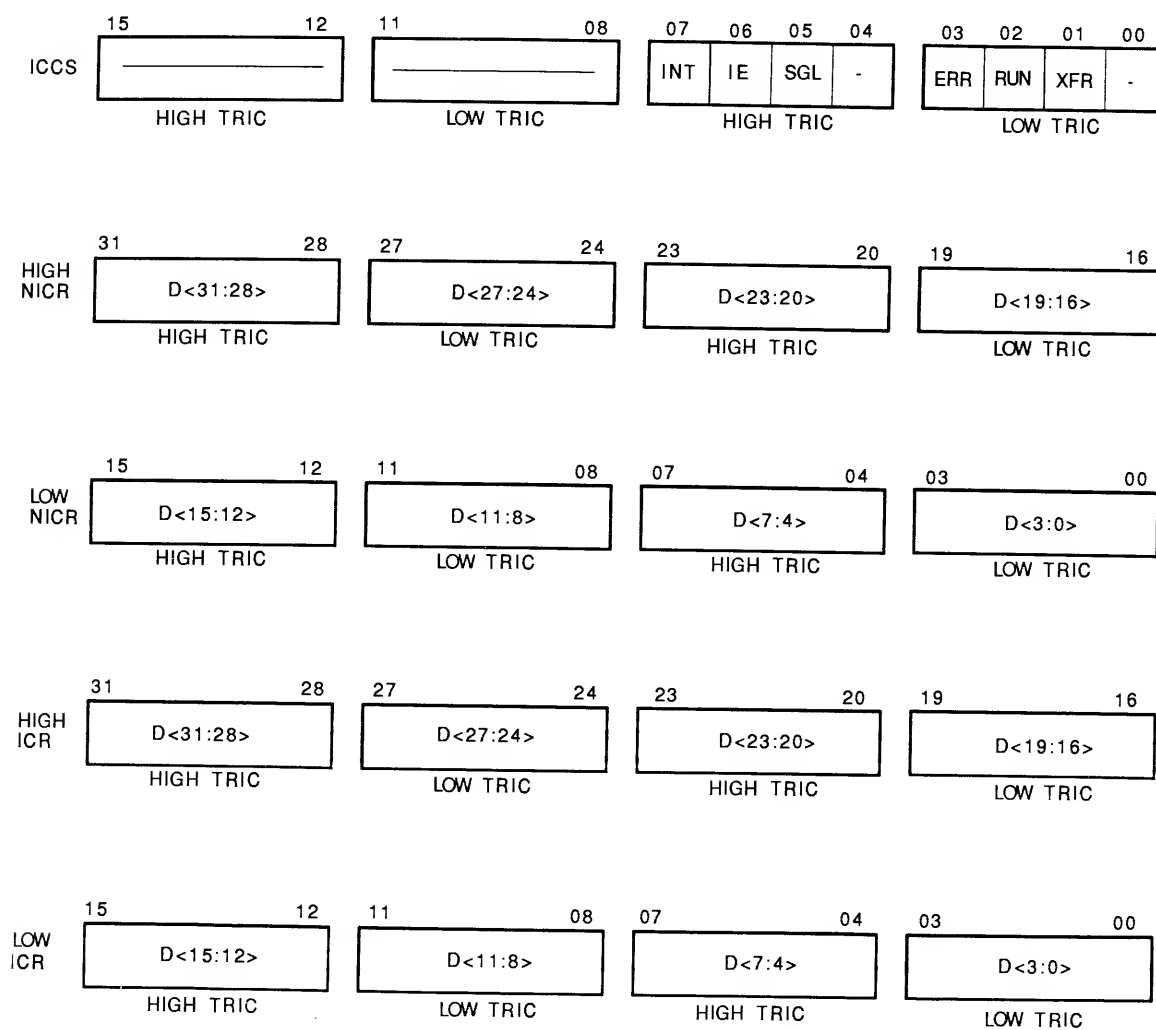 15 12 11 08 07 06 05 04 03 02 01 00
ICCS INT IE SGL - ERR RUN XFR -
HIGH TRIC LOW TRIC HIGH TRIC LOW TRIC
31 28 27 24 23 20 19 16
HIGH
NICR
D<31:28> D<27:24> D<23:20> D<19:16>
HIGH TRIC LOW TRIC HIGH TRIC LOW TRIC
15 12 11 08 07 04 03 00
LOW
NICR
D<15:12> D<11:8> D<7:4> D<3:0>
HIGH TRIC LOW TRIC HIGH TRIC LOW TRIC
31 28 27 24 23 20 19 16
HIGH
ICR
D<31:28> D<27:24> D<23:20> D<19:16>
HIGH TRIC LOW TRIC HIGH TRIC LOW TRIC
15 12 11 08 07 04 03 00
LOW
ICR
D<15:12> D<11:8> D<7:4> D<3:0>
HIGH TRIC LOW TRIC HIGH TRIC LOW TRIC